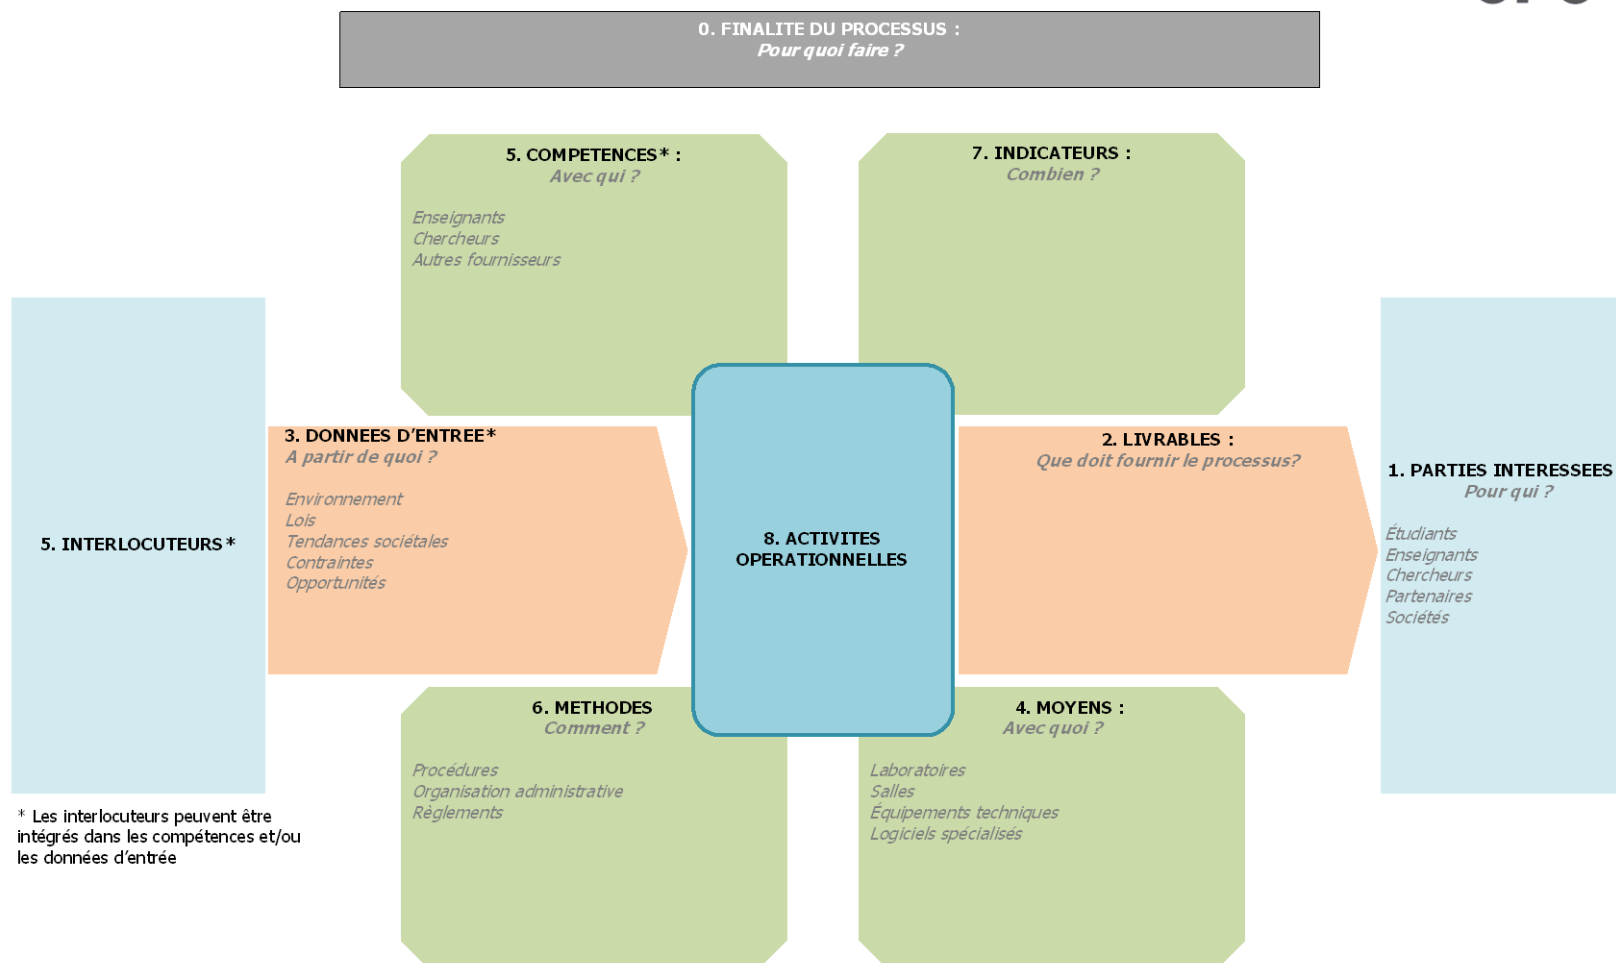 0. FINALITE DU PROCESSUS :
Pour quoi faire ?
5. COMPETENCES* :
Avec qui ?
Enseignants
Chercheurs
Autres fournisseurs
7. INDICATEURS :
Combien ?
5. INTERLOCUTEURS*
3. DONNEES D'ENTREE*
A partir de quoi ?
Environnement
Lois
Tendances sociétales
Contraintes
Opportunités
8. ACTIVITES
OPERATIONNELLES
2. LIVRABLES :
Que doit fournir le processus?
1. PARTIES INTERESSEES
Pour qui ?
Étudiants
Enseignants
Chercheurs
Partenaires
Sociétés
6. METHODES
Comment ?
Procédures
Organisation administrative
Règlements
4. MOYENS :
Avec quoi ?
Laboratoires
Salles
Équipements techniques
Logiciels spécialisés
* Les interlocuteurs peuvent être
intégrés dans les compétences et/ou
les données d'entrée